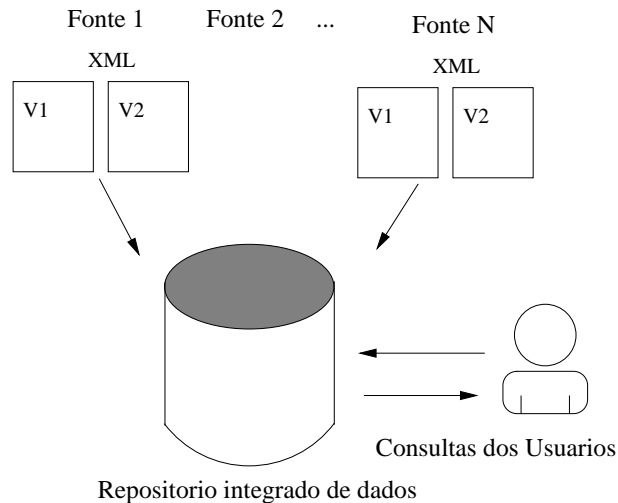 Fonte 1 Fonte 2 ... Fonte N
XML
XML
V1
V2
V1
V2
Consultas dos Usuarios
Repositorio integrado de dados